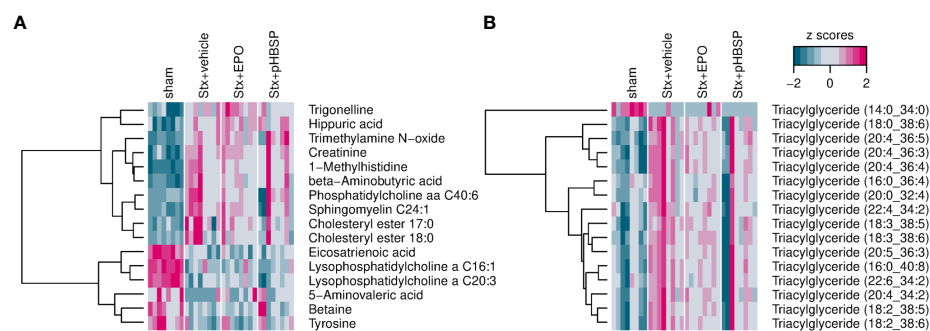 A
sham
Stx+vehicle
Stx+EPO
Stx+pHBSP
Trigonelline
Hippuric acid
Trimethylamine N−oxide
Creatinine
1−Methylhistidine
beta−Aminobutyric acid
Phosphatidylcholine aa C40:6
Sphingomyelin C24:1
Cholesteryl ester 17:0
Cholesteryl ester 18:0
Eicosatrienoic acid
Lysophosphatidylcholine a C16:1
Lysophosphatidylcholine a C20:3
5−Aminovaleric acid
Betaine
Tyrosine
B
sham
Stx+vehicle
Stx+EPO
Stx+pHBSP
z scores
−2 0 2
Triacylglyceride (14:0_34:0)
Triacylglyceride (18:0_38:6)
Triacylglyceride (20:4_36:5)
Triacylglyceride (20:4_36:3)
Triacylglyceride (20:4_36:4)
Triacylglyceride (16:0_36:4)
Triacylglyceride (20:0_32:4)
Triacylglyceride (22:4_34:2)
Triacylglyceride (18:3_38:5)
Triacylglyceride (18:3_38:6)
Triacylglyceride (20:5_36:3)
Triacylglyceride (16:0_40:8)
Triacylglyceride (22:6_34:2)
Triacylglyceride (20:4_34:2)
Triacylglyceride (18:2_38:5)
Triacylglyceride (18:2_38:6)